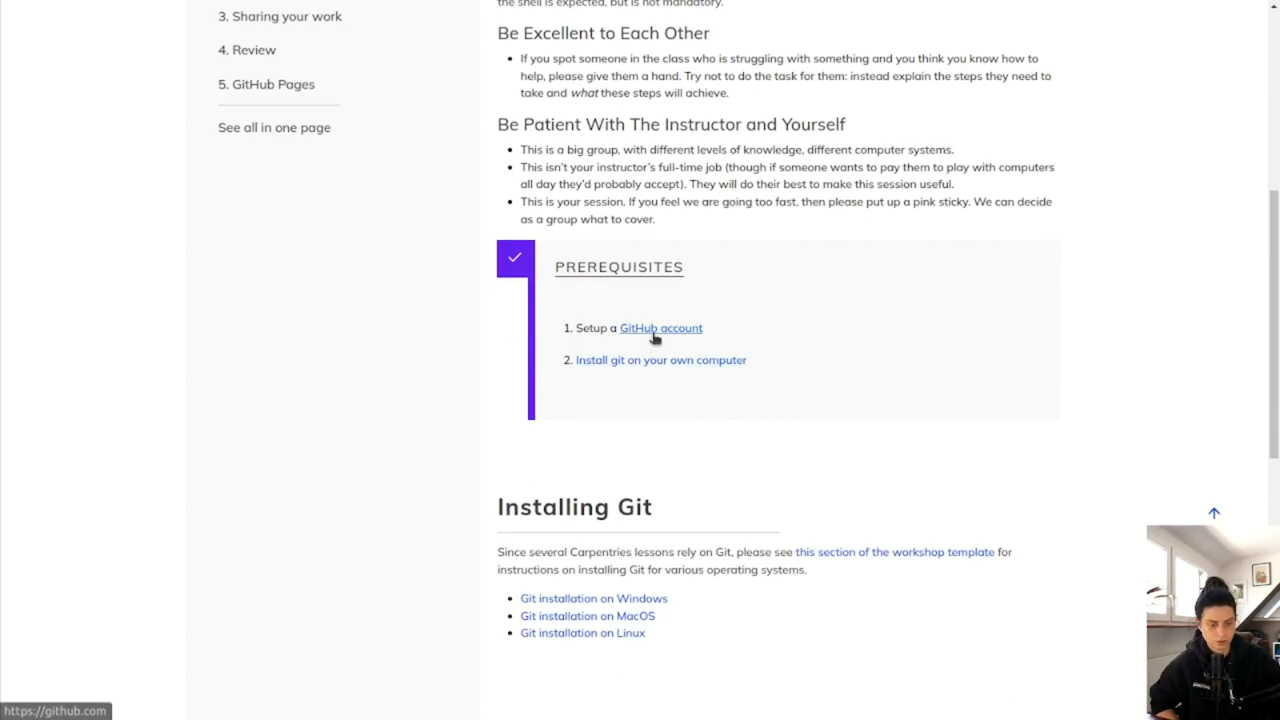 3. Sharing your work
4. Review
5. GitHub Pages
See all in one page
the shell is expected, but is not mandatory.
Be Excellent to Each Other
If you spot someone in the class who is struggling with something and you think you know how to
help, please give them a hand. Try not to do the task for them: instead explain the steps they need to
take and what these steps will achieve.
Be Patient With The Instructor and Yourself
This is a big group, with different levels of knowledge, different computer systems.
This isn't your instructor's full-time job (though if someone wants to pay them to play with computers
all day they'd probably accept). They will do their best to make this session useful.
This is your session. If you feel we are going too fast, then please put up a pink sticky. We can decide
as a group what to cover.
PREREQUISITES
1. Setup a GitHub account
2. Install git on your own computer
Installing Git
Since several Carpentries lessons rely on Git, please see this section of the workshop template for
instructions on installing Git for various operating systems.
Git installation on Windows
Git installation on MacOS
Git installation on Linux
https://github.com